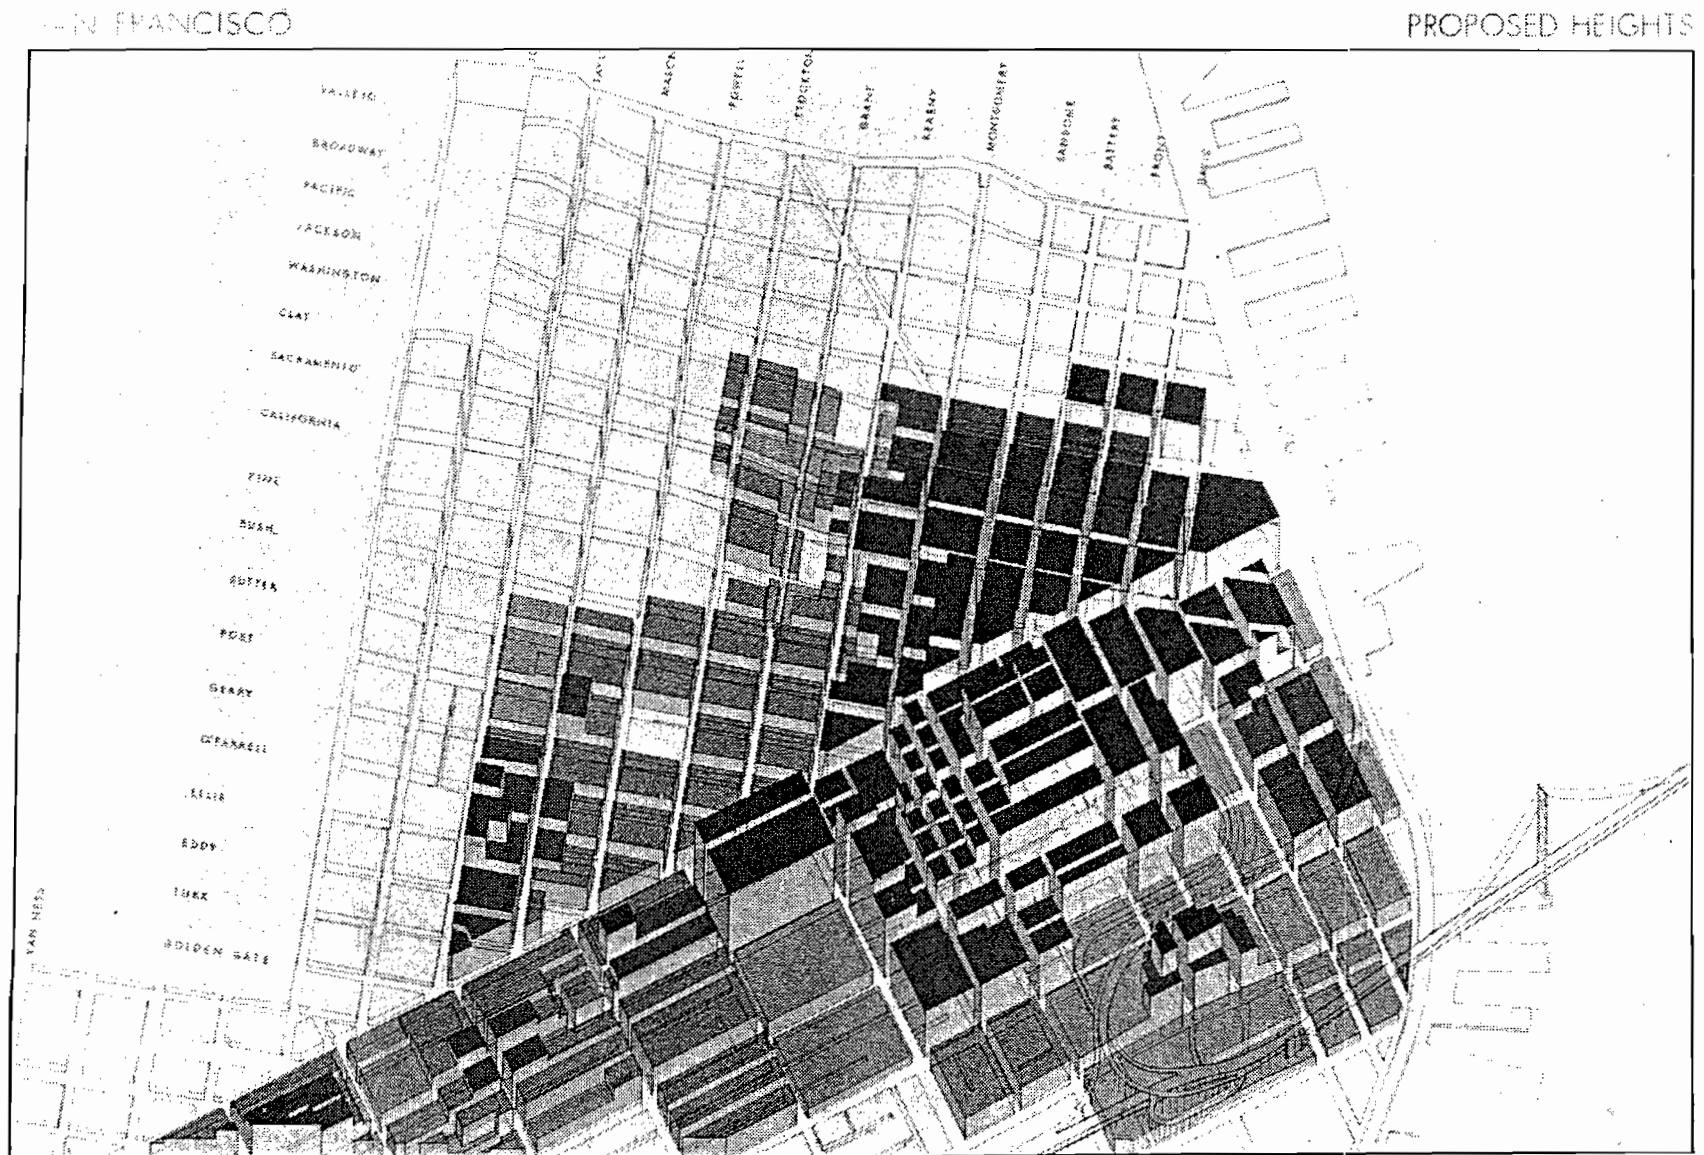 SAN FRANCISCO
PROPOSED HEIGHTS
MASON
POWELL
STOCKTON
GRANT
KEARNY
MONTGOMERY
SANSOME
BATTERY
FRONT
DAVIS
VALLEJO
BROADWAY
PACIFIC
JACKSON
WASHINGTON
CLAY
SACRAMENTO
CALIFORNIA
PINE
BUSH
SUTTER
POST
GEARY
O'FARRELL
ELLIS
EDDY
TURK
GOLDEN GATE
VAN NESS